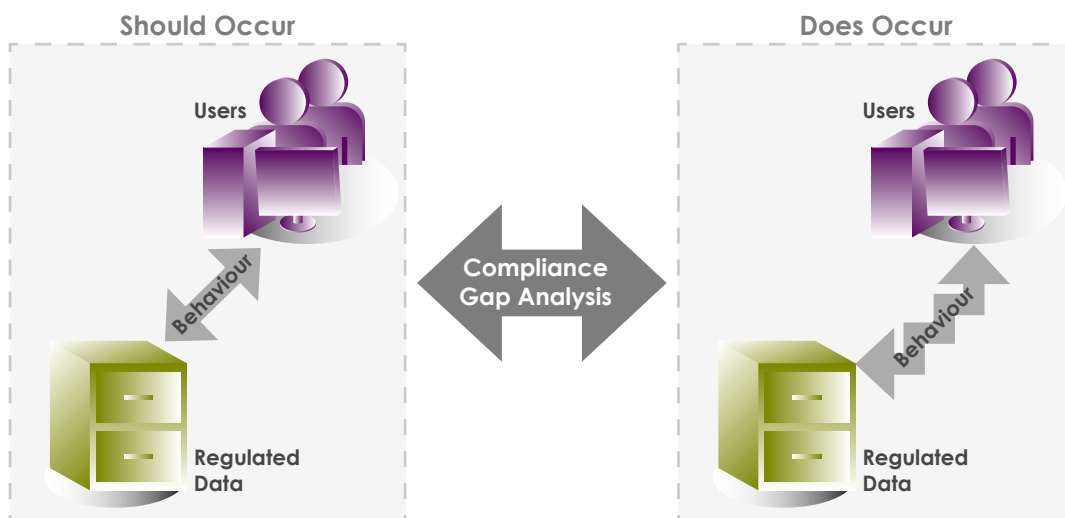 Should Occur
Users
Behaviour
Regulated
Data
Compliance
Gap Analysis
Does Occur
Users
Behaviour
Regulated
Data